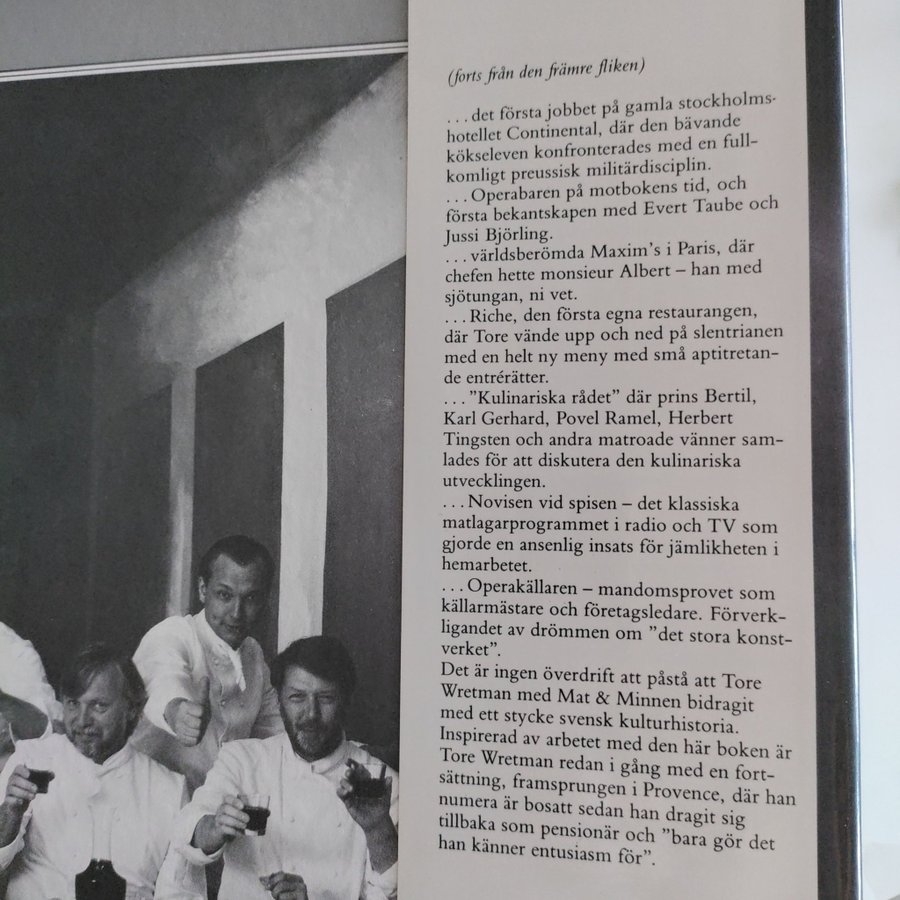 (forts från den främre fliken)
...det första jobbet på gamla stockholms-
hotellet Continental, där den bävande
kökseleven konfronterades med en full-
komligt preussisk militärdisciplin.
...Operabaren på motbokens tid, och
första bekantskapen med Evert Taube och
Jussi Björling.
...världsberömda Maxim's i Paris, där
chefen hette monsieur Albert – han med
sjötungan, ni vet.
...Riche, den första egna restaurangen,
där Tore vände upp och ned på slentrianen
med en helt ny meny med små aptitretan-
de entrérätter.
..."Kulinariska rådet" där prins Bertil,
Karl Gerhard, Povel Ramel, Herbert
Tingsten och andra matroade vänner sam-
lades för att diskutera den kulinariska
utvecklingen.
...Novisen vid spisen – det klassiska
matlagarprogrammet i radio och TV som
gjorde en ansenlig insats för jämlikheten i
hemarbetet.
...Operakällaren – mandomsprovet som
källarmästare och företagsledare. Förverk-
ligandet av drömmen om "det stora konst-
verket".
Det är ingen överdrift att påstå att Tore
Wretman med Mat & Minnen bidragit
med ett stycke svensk kulturhistoria.
Inspirerad av arbetet med den här boken är
Tore Wretman redan i gång med en fort-
sättning, framsprungen i Provence, där han
numera är bosatt sedan han dragit sig
tillbaka som pensionär och "bara gör det
han känner entusiasm för".